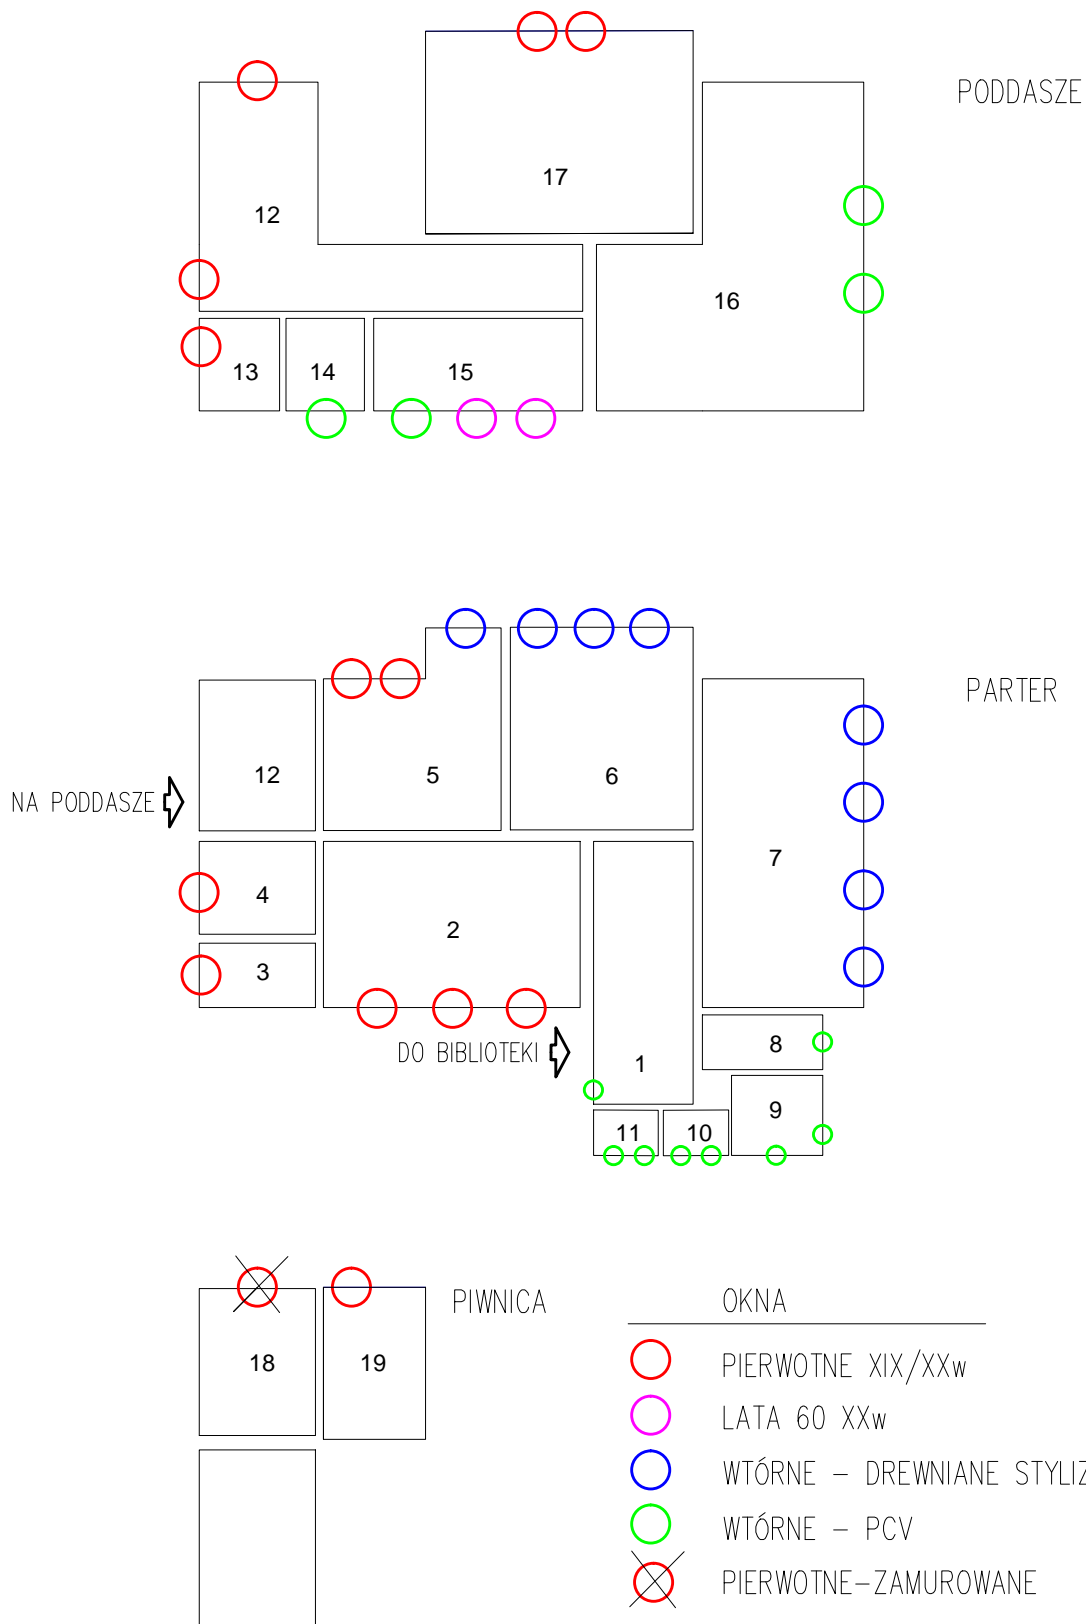 PODDASZE
17
12
16
13
14
15
PARTER
12
5
6
NA PODDASZE
7
4
2
3
DO BIBLIOTEKI
8
1
9
11
10
PIWNICA
OKNA
18
19
PIERWOTNE XIX/XXw
LATA 60 XXw
WTÓRNE – DREWNIANE STYLIZ
WTÓRNE – PCV
PIERWOTNE–ZAMUROWANE